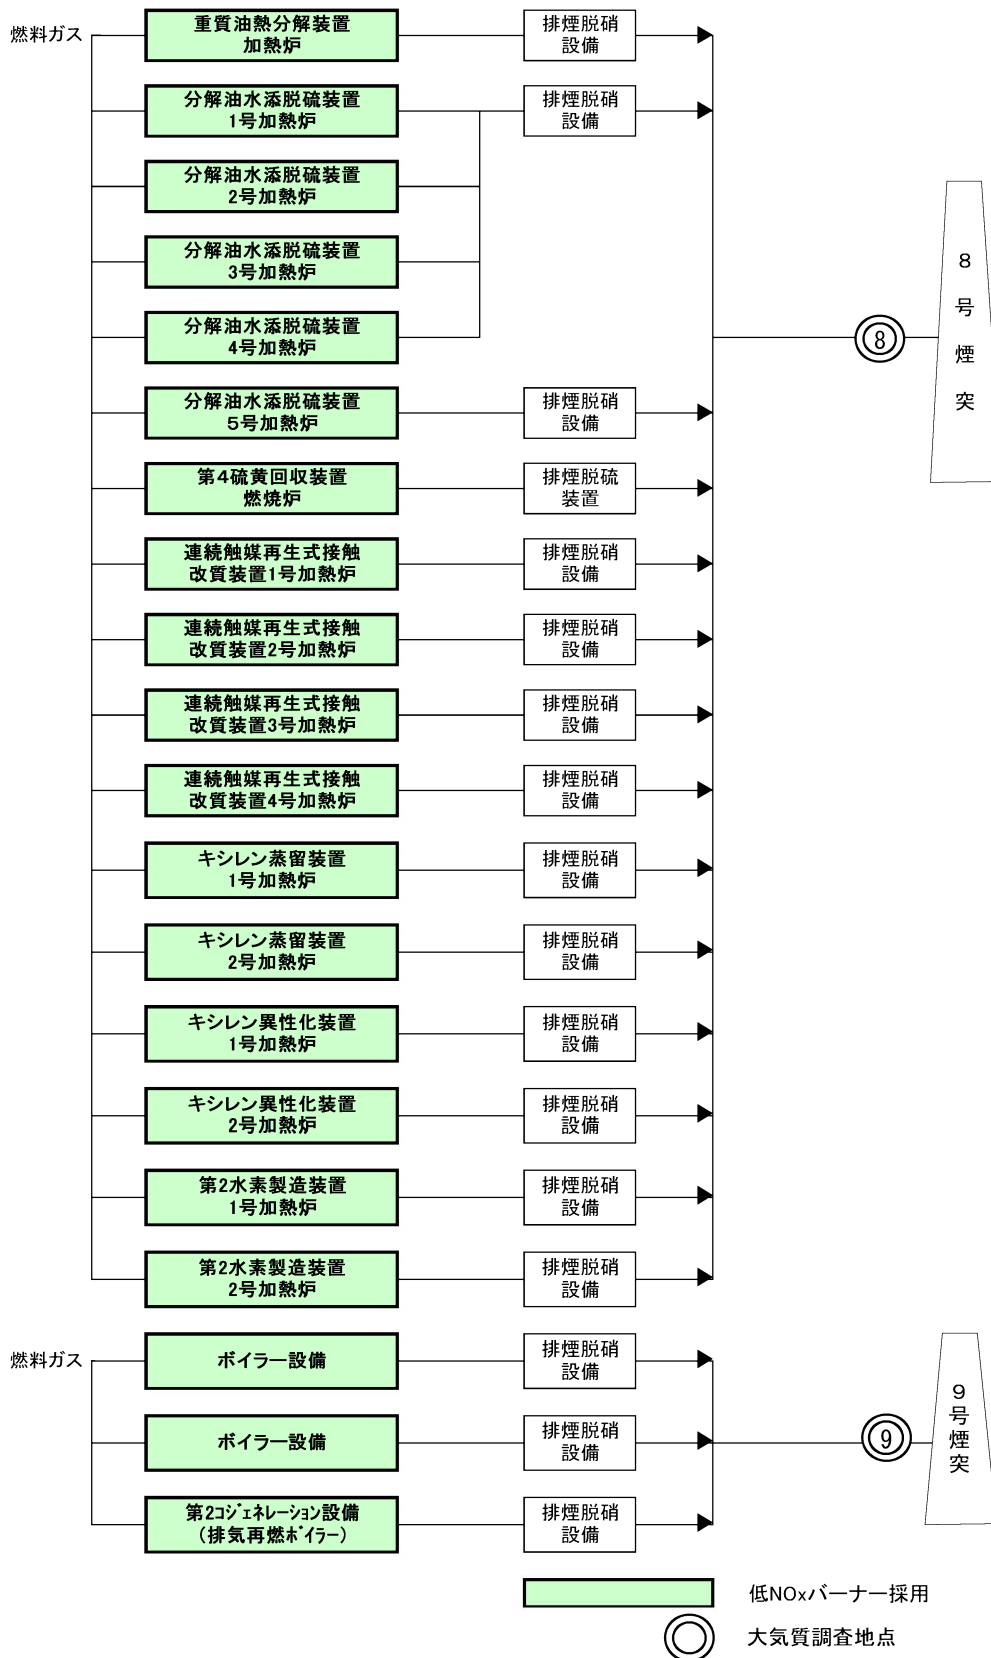 燃料ガス
重質油熱分解装置
加熱炉
排煙脱硝
設備
分解油水添脱硫装置
1号加熱炉
排煙脱硝
設備
分解油水添脱硫装置
2号加熱炉
分解油水添脱硫装置
3号加熱炉
分解油水添脱硫装置
4号加熱炉
8
8号煙突
分解油水添脱硫装置
5号加熱炉
排煙脱硝
設備
第4硫黄回収装置
燃焼炉
排煙脱硫
装置
連続触媒再生式接触
改質装置1号加熱炉
排煙脱硝
設備
連続触媒再生式接触
改質装置2号加熱炉
排煙脱硝
設備
連続触媒再生式接触
改質装置3号加熱炉
排煙脱硝
設備
連続触媒再生式接触
改質装置4号加熱炉
排煙脱硝
設備
キシレン蒸留装置
1号加熱炉
排煙脱硝
設備
キシレン蒸留装置
2号加熱炉
排煙脱硝
設備
キシレン異性化装置
1号加熱炉
排煙脱硝
設備
キシレン異性化装置
2号加熱炉
排煙脱硝
設備
第2水素製造装置
1号加熱炉
排煙脱硝
設備
第2水素製造装置
2号加熱炉
排煙脱硝
設備
燃料ガス
ボイラー設備
排煙脱硝
設備
ボイラー設備
排煙脱硝
設備
9
9号煙突
第2ｺｼﾞｪﾈﾚｰｼｮﾝ設備
(排気再燃ﾎﾞｲﾗｰ)
排煙脱硝
設備
低NOxバーナー採用
大気質調査地点